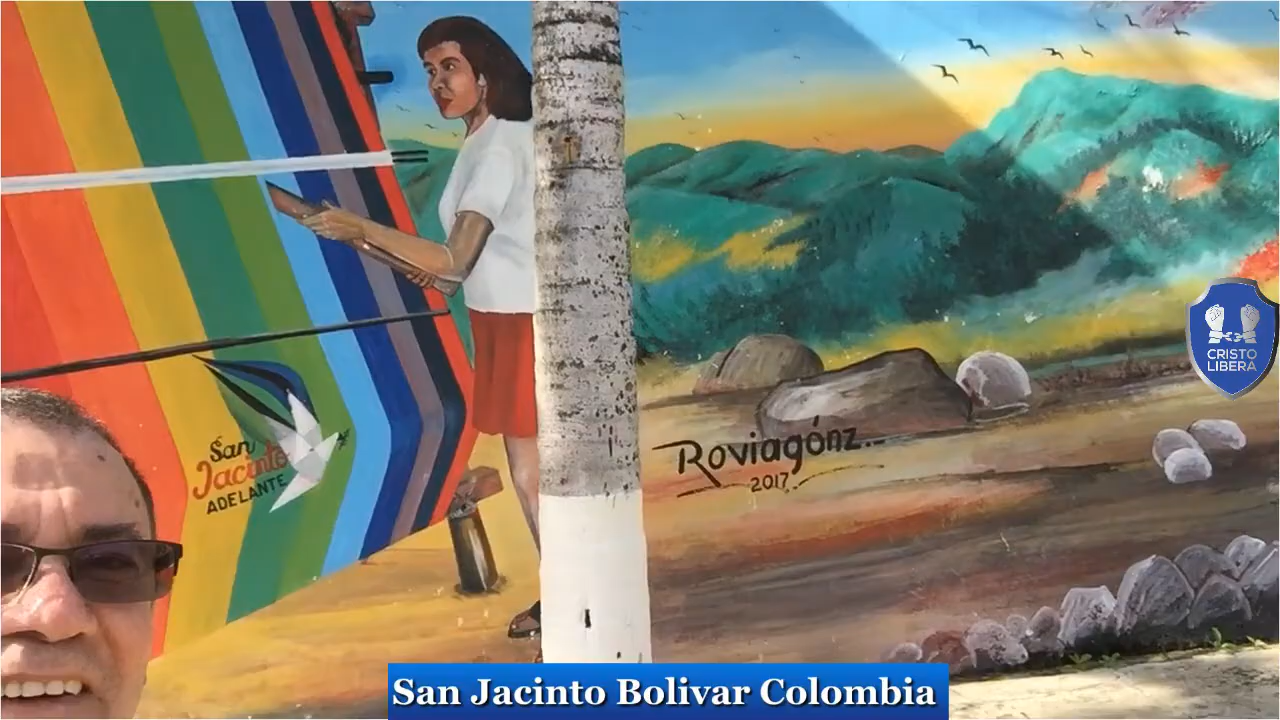 San
Jacinto
ADELANTE
Roviagónz...
2017
CRISTO
LIBERA
San Jacinto Bolivar Colombia